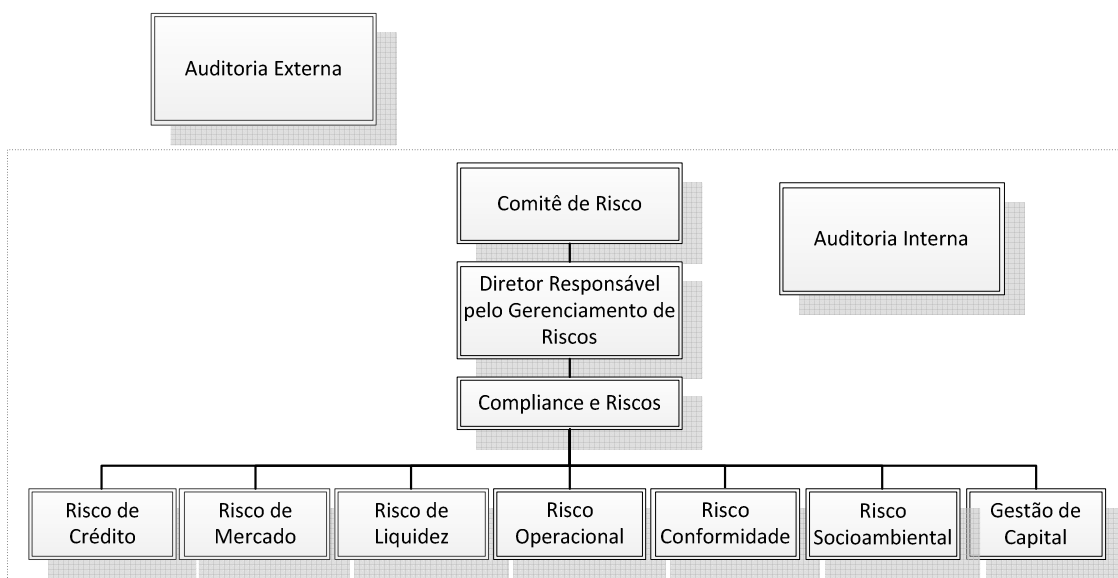 Auditoria Externa
Comitê de Risco
Auditoria Interna
Diretor Responsável
pelo Gerenciamento de
Riscos
Compliance e Riscos
Risco de
Crédito
Risco de
Mercado
Risco de
Liquidez
Risco
Operacional
Risco
Conformidade
Risco
Socioambiental
Gestão de
Capital